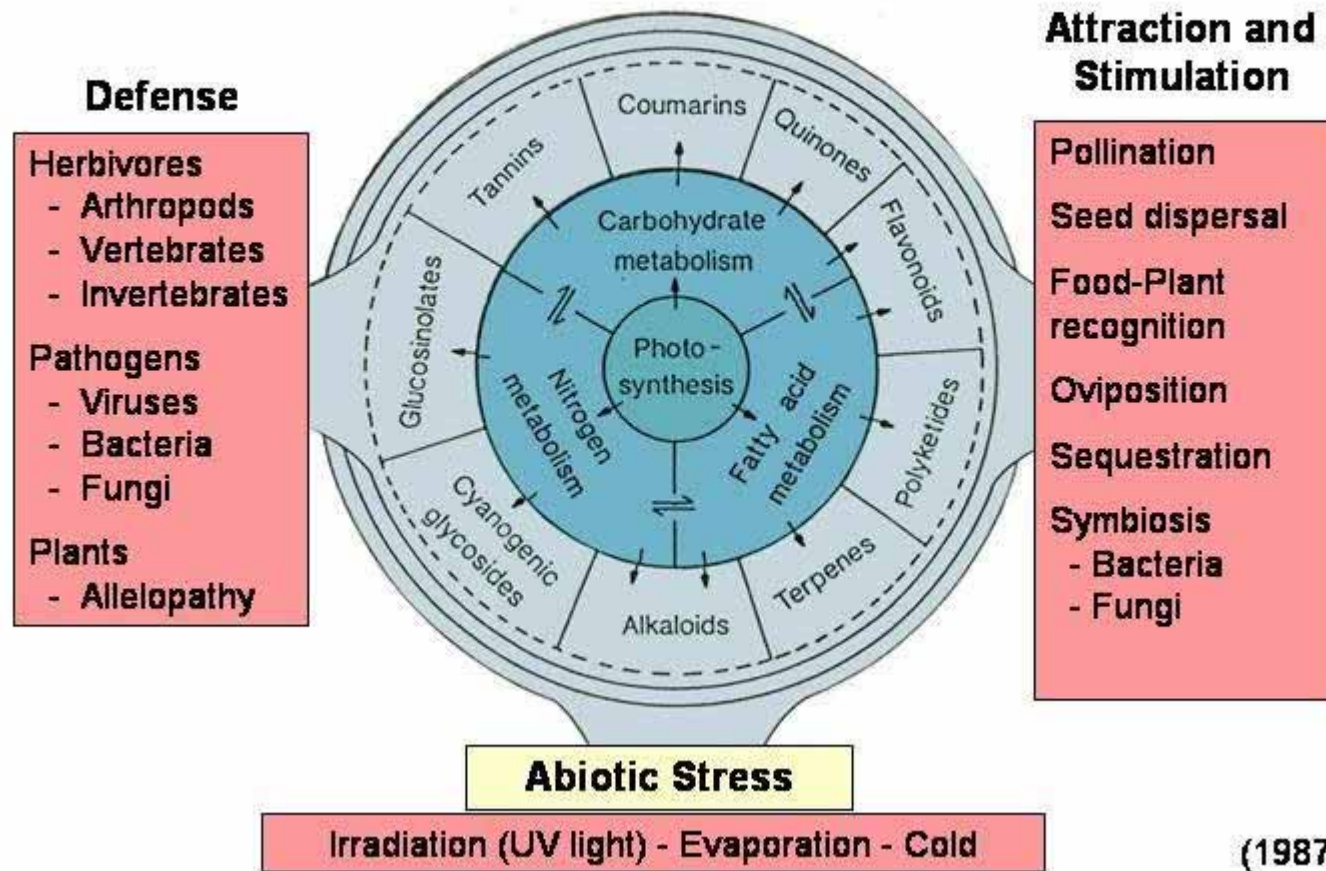 Defense
Herbivores
- Arthropods
- Vertebrates
- Invertebrates
Pathogens
- Viruses
- Bacteria
- Fungi
Plants
- Allelopathy
Coumarins
Quinones
Flavonoids
Polyketides
Terpenes
Alkaloids
Cyanogenic
glycosides
Glucosinolates
Tannins
Carbohydrate
metabolism
Photo-
synthesis
Nitrogen
metabolism
Fatty
acid
metabolism
Attraction and
Stimulation
Pollination
Seed dispersal
Food-Plant
recognition
Oviposition
Sequestration
Symbiosis
- Bacteria
- Fungi
Abiotic Stress
Irradiation (UV light) - Evaporation - Cold
(1987